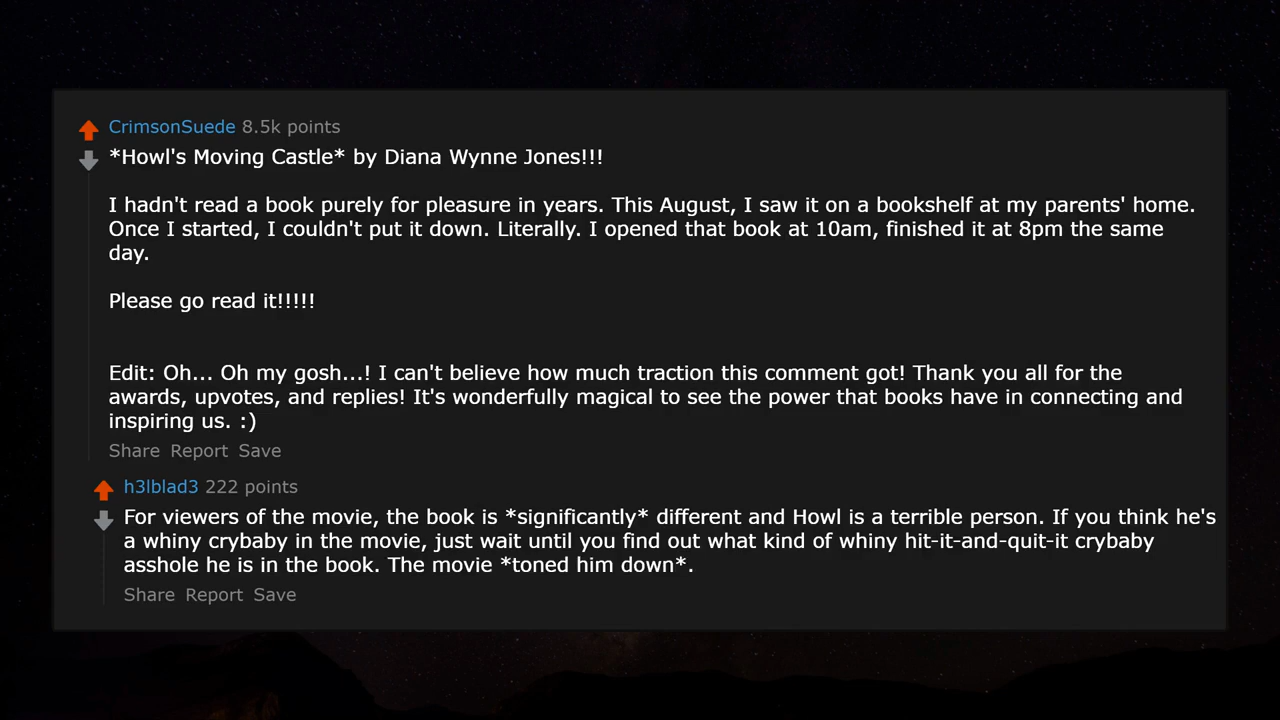 CrimsonSuede 8.5k points
*Howl's Moving Castle* by Diana Wynne Jones!!!
I hadn't read a book purely for pleasure in years. This August, I saw it on a bookshelf at my parents' home.
Once I started, I couldn't put it down. Literally. I opened that book at 10am, finished it at 8pm the same
day.
Please go read it!!!!!
Edit: Oh... Oh my gosh...! I can't believe how much traction this comment got! Thank you all for the
awards, upvotes, and replies! It's wonderfully magical to see the power that books have in connecting and
inspiring us. :)
Share Report Save
h3lblad3 222 points
For viewers of the movie, the book is *significantly* different and Howl is a terrible person. If you think he's
a whiny crybaby in the movie, just wait until you find out what kind of whiny hit-it-and-quit-it crybaby
asshole he is in the book. The movie *toned him down*.
Share Report Save